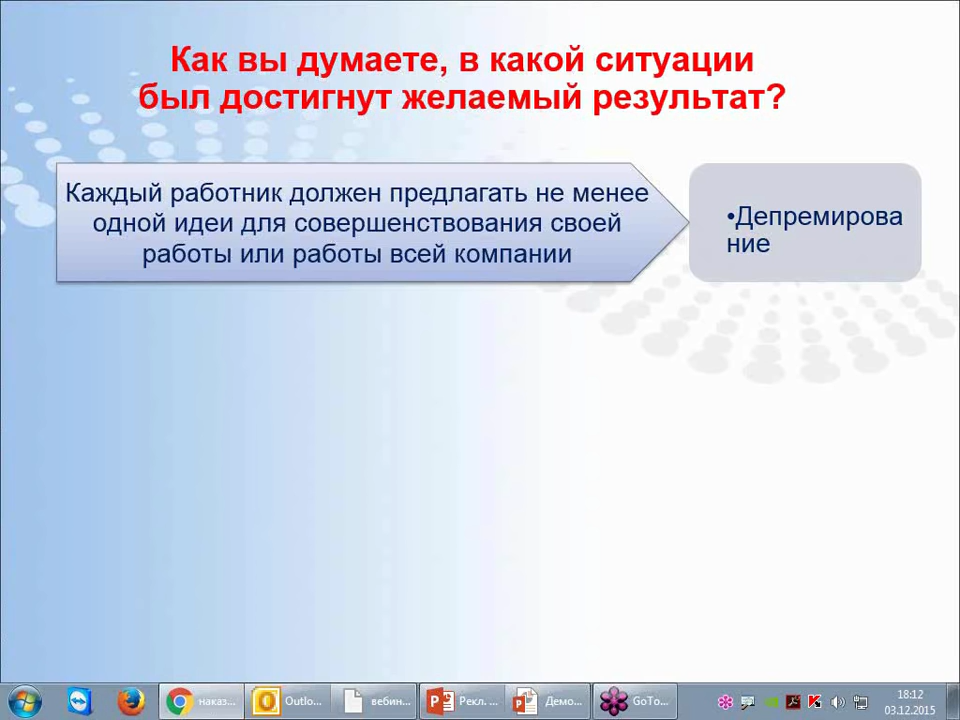 Как вы думаете, в какой ситуации
был достигнут желаемый результат?
Каждый работник должен предлагать не менее
одной идеи для совершенствования своей
работы или работы всей компании
•Депремирова
ние
наказ...
Outlo...
вебин...
Рекл. ...
Демо...
GoTo...
18:12
03.12.2015